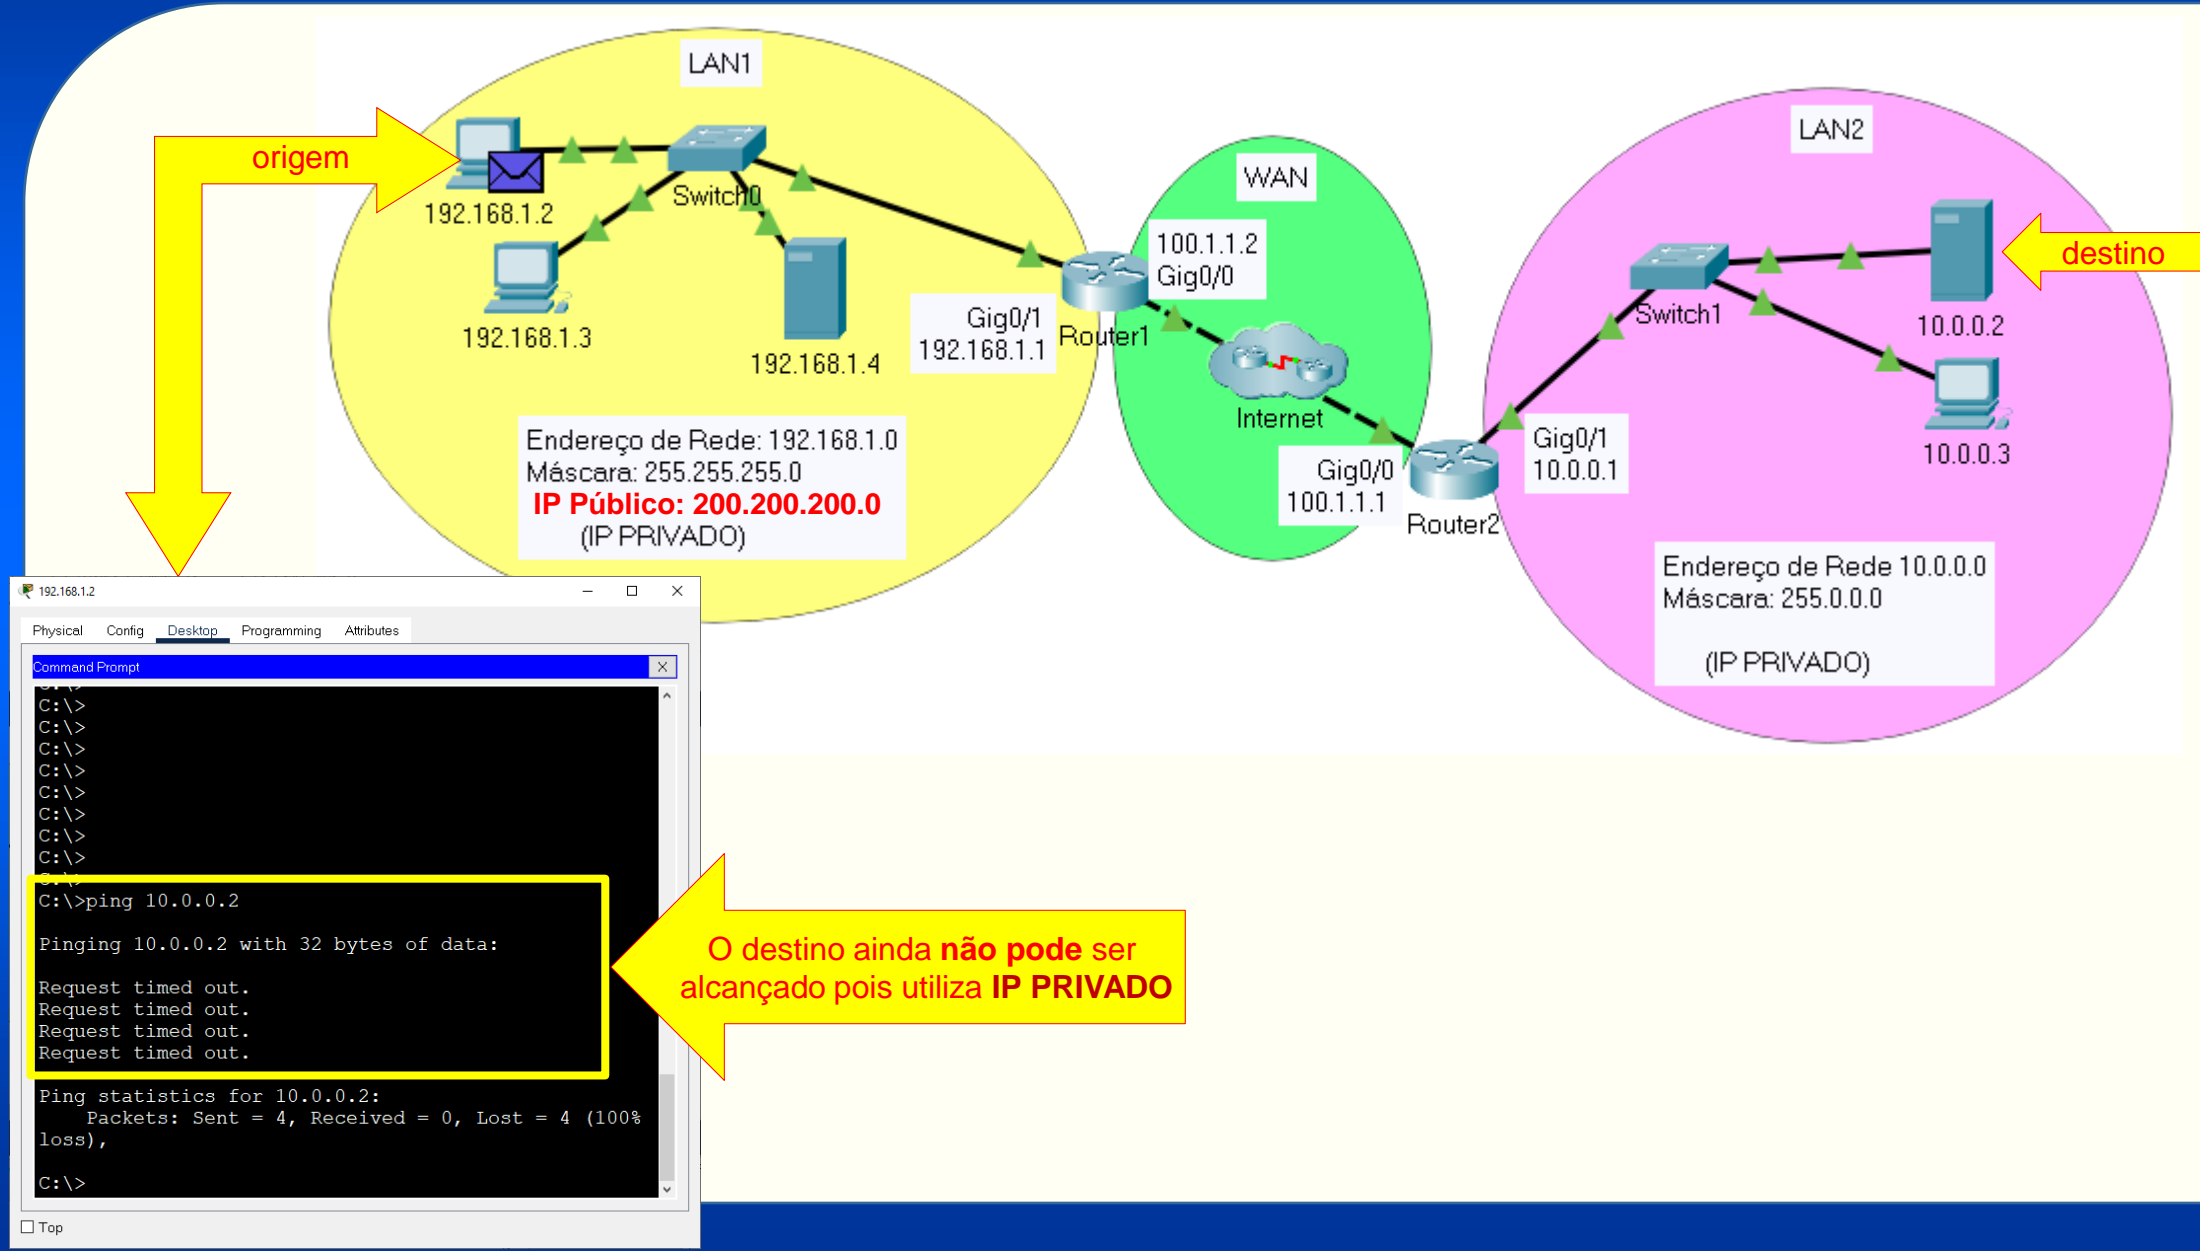 LAN1
origem
192.168.1.2
Switch0
192.168.1.3
192.168.1.4
Gig0/1
192.168.1.1
Router1
Endereço de Rede: 192.168.1.0
Máscara: 255.255.255.0
IP Público: 200.200.200.0
(IP PRIVADO)
WAN
100.1.1.2
Gig0/0
Internet
Gig0/0
100.1.1.1
Router2
LAN2
destino
10.0.0.2
Switch1
10.0.0.3
Gig0/1
10.0.0.1
Endereço de Rede 10.0.0.0
Máscara: 255.0.0.0
(IP PRIVADO)
192.168.1.2
Physical Config Desktop Programming Attributes
Command Prompt
X
C:\>
C:\>
C:\>
C:\>
C:\>
C:\>
C:\>
C:\>
C:\>
C:\>
C:\>ping 10.0.0.2
Pinging 10.0.0.2 with 32 bytes of data:
Request timed out.
Request timed out.
Request timed out.
Request timed out.
Ping statistics for 10.0.0.2:
Packets: Sent = 4, Received = 0, Lost = 4 (100%
loss),
C:\>
Top
O destino ainda não pode ser
alcançado pois utiliza IP PRIVADO